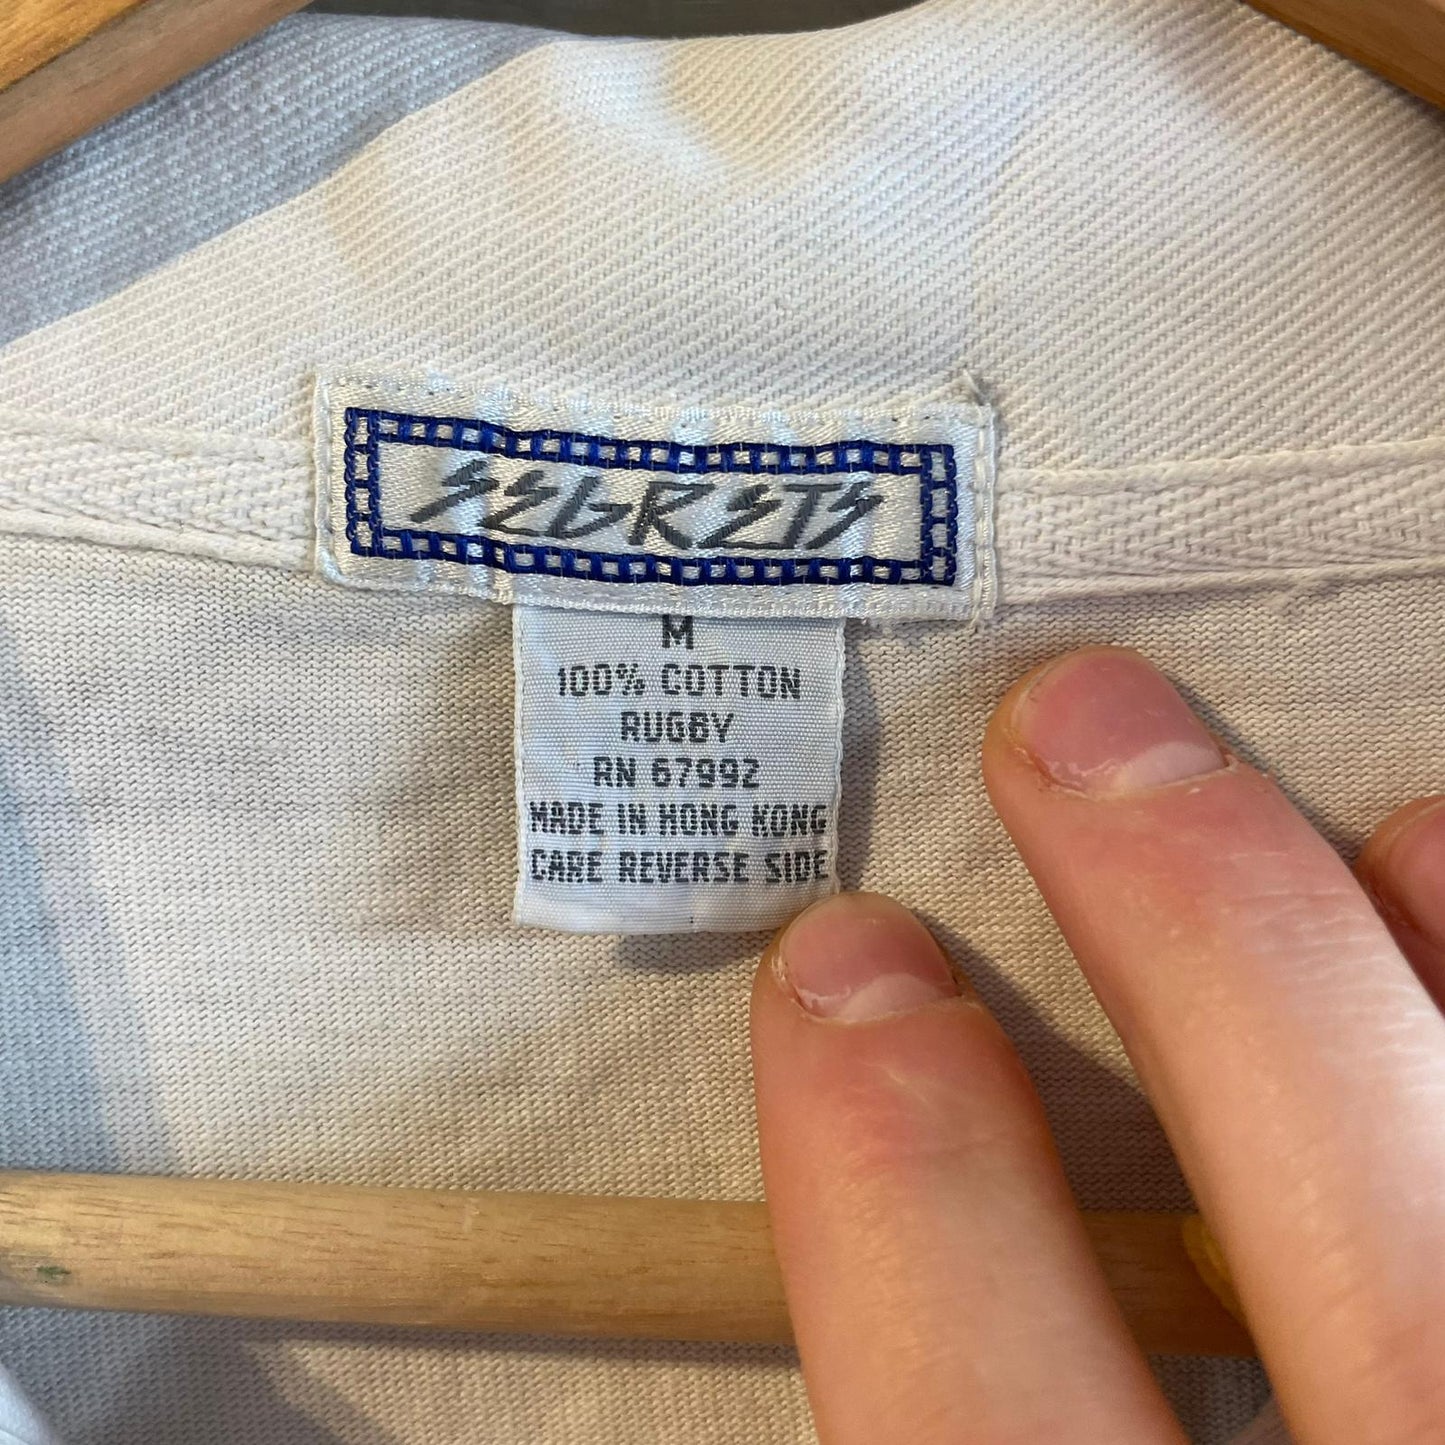 SEGRETS
M
100% COTTON
RUGBY
RN 67992
MADE IN HONG KONG
CARE REVERSE SIDE